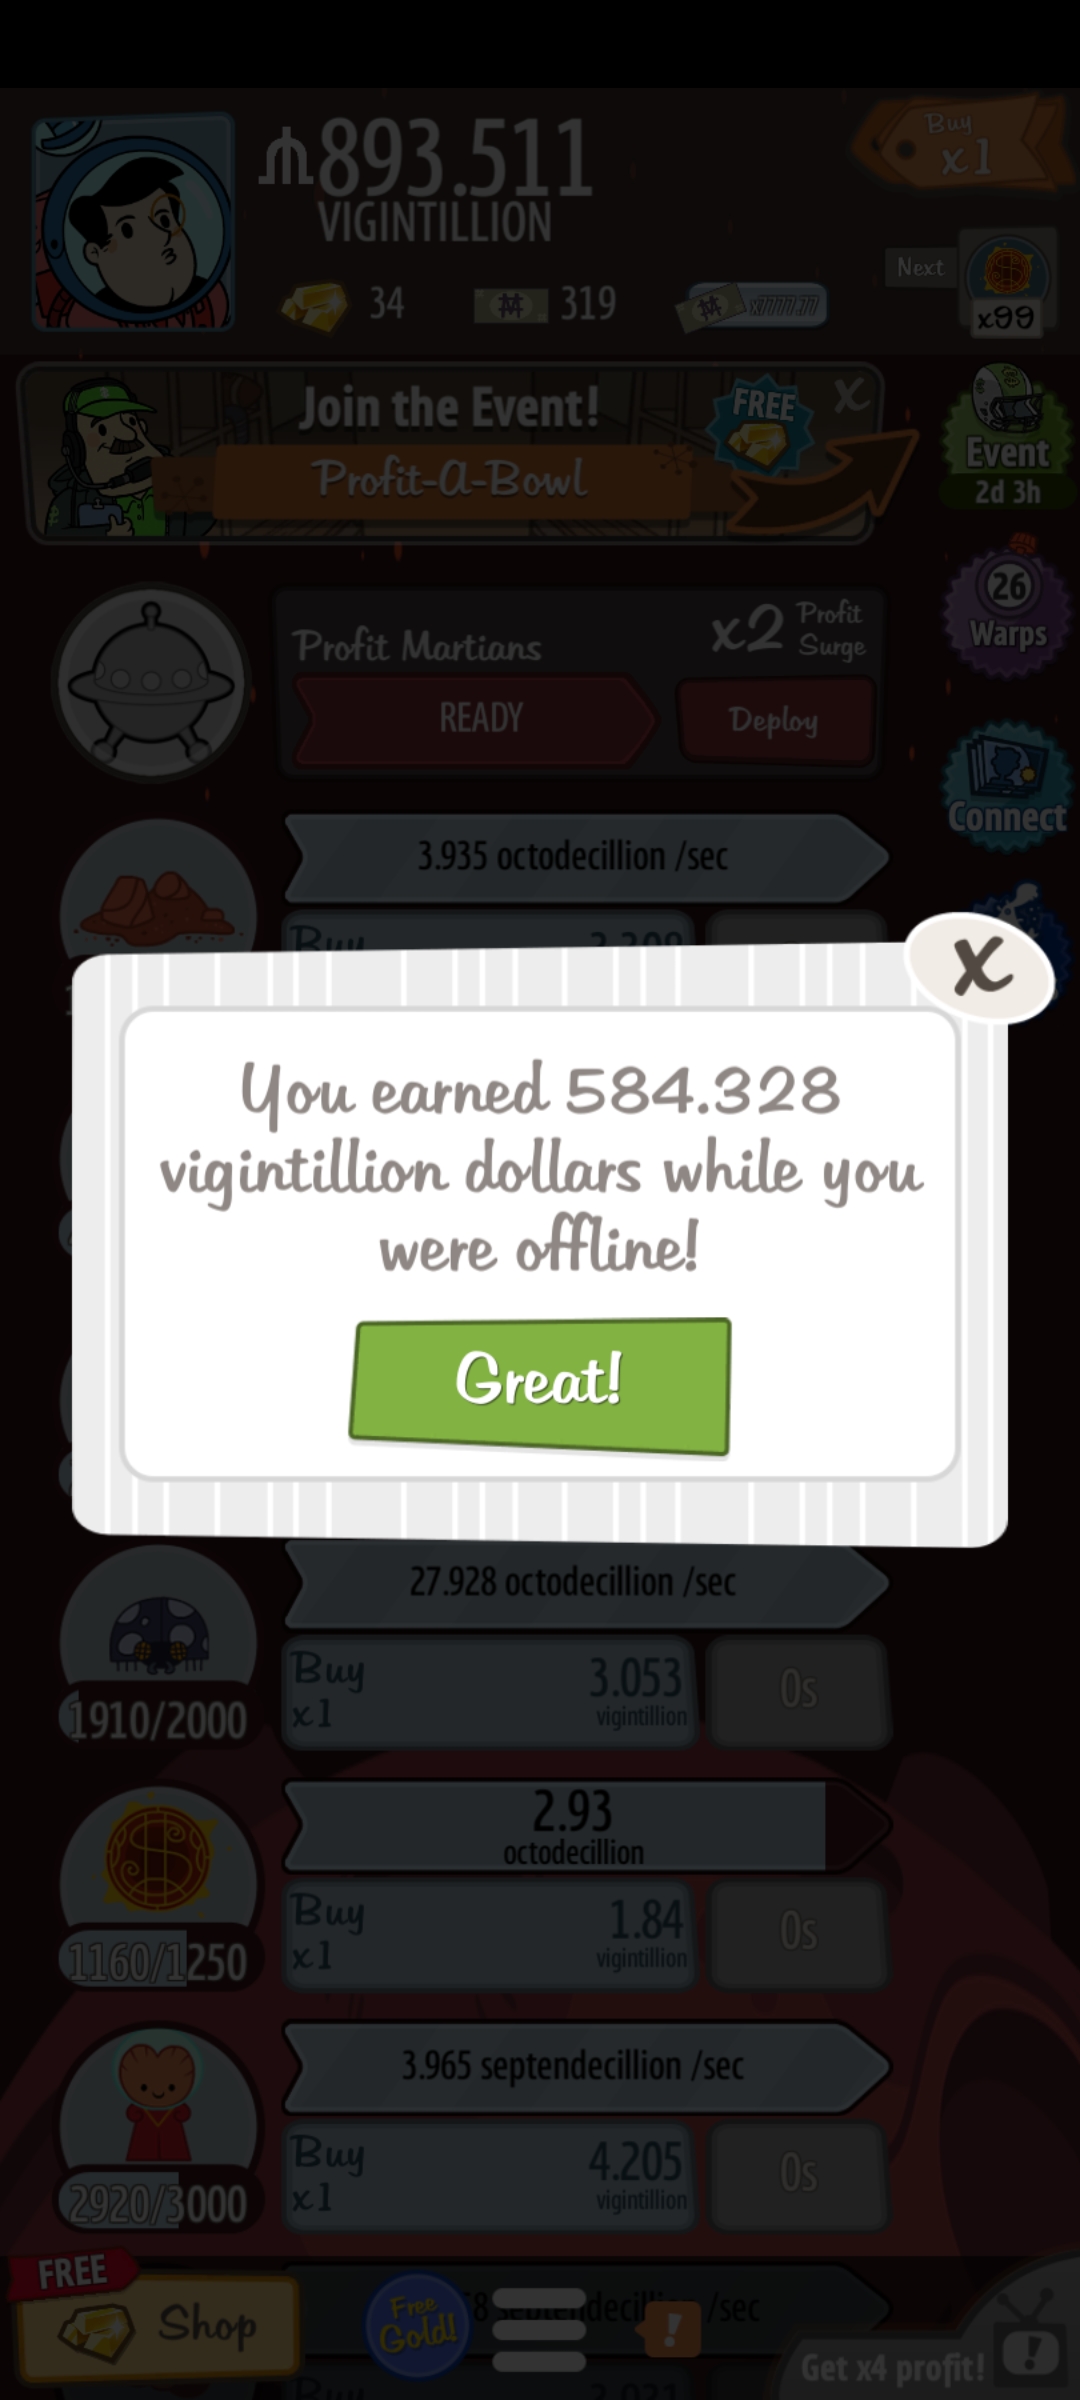 893.511
VIGINTILLION
Buy
x1
34
319
x7777.77
Next
x99
Join the Event!
Profit-A-Bowl
FREE
X
Event
2d 3h
26
Warps
Profit Martians
x2 Profit
Surge
READY
Deploy
Connect
3.935 octodecillion /sec
Buy
X
You earned 584.328
vigintillion dollars while you
were offline!
Great!
27.928 octodecillion /sec
1910/2000
Buy
x1
3.053
vigintillion
0s
2.93
octodecillion
1160/1250
Buy
x1
1.84
vigintillion
0s
3.965 septendecillion /sec
2920/3000
Buy
x1
4.205
vigintillion
0s
FREE
Shop
Free
Gold!
/sec
!
Get x4 profit!
!